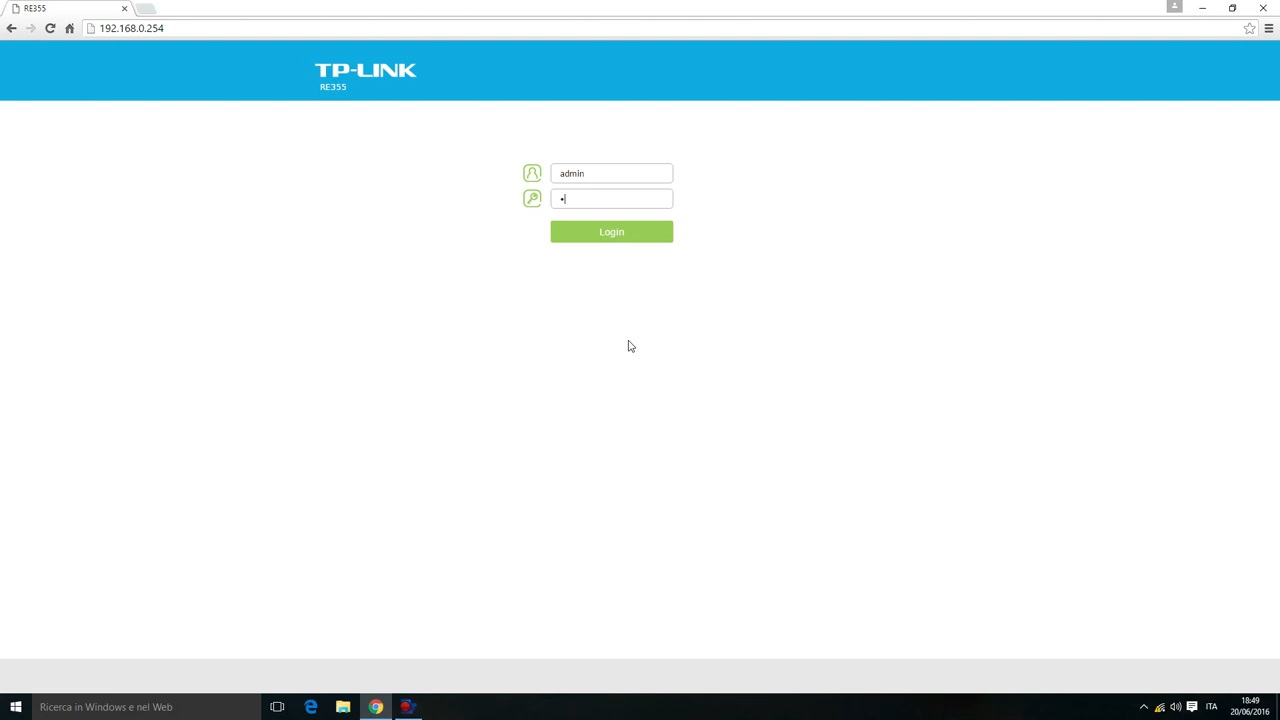 RE355
192.168.0.254
TP-LINK
RE355
admin
•
Login
Ricerca in Windows e nel Web
ITA
18:49
20/06/2016